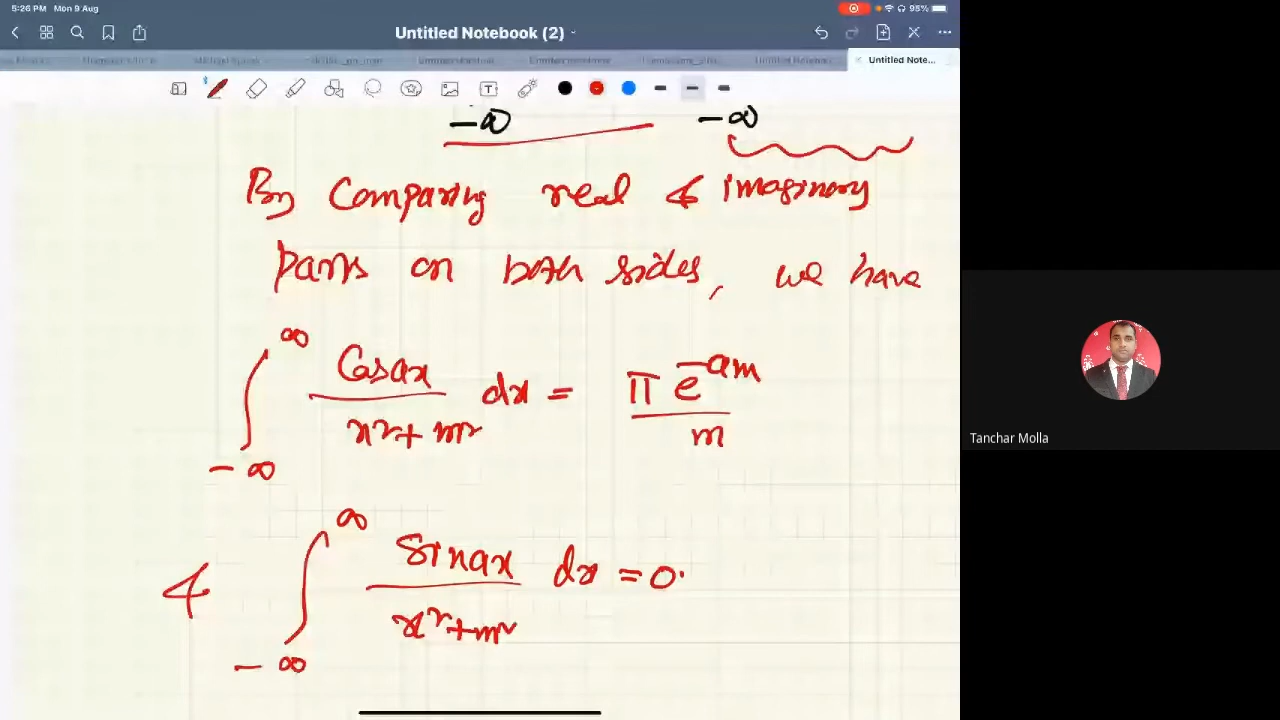 5:26 PM Mon 9 Aug
95%
Untitled Notebook (2)
Untitled Note...
-∞ -∞
By Comparing real & imaginary
parts on both sides, we have
∫_{-∞}^{∞} Cosax / (x²+m²) dx = π e^{-am} / m
& ∫_{-∞}^{∞} Sinax / (x²+m²) dx = 0.
Tanchar Molla